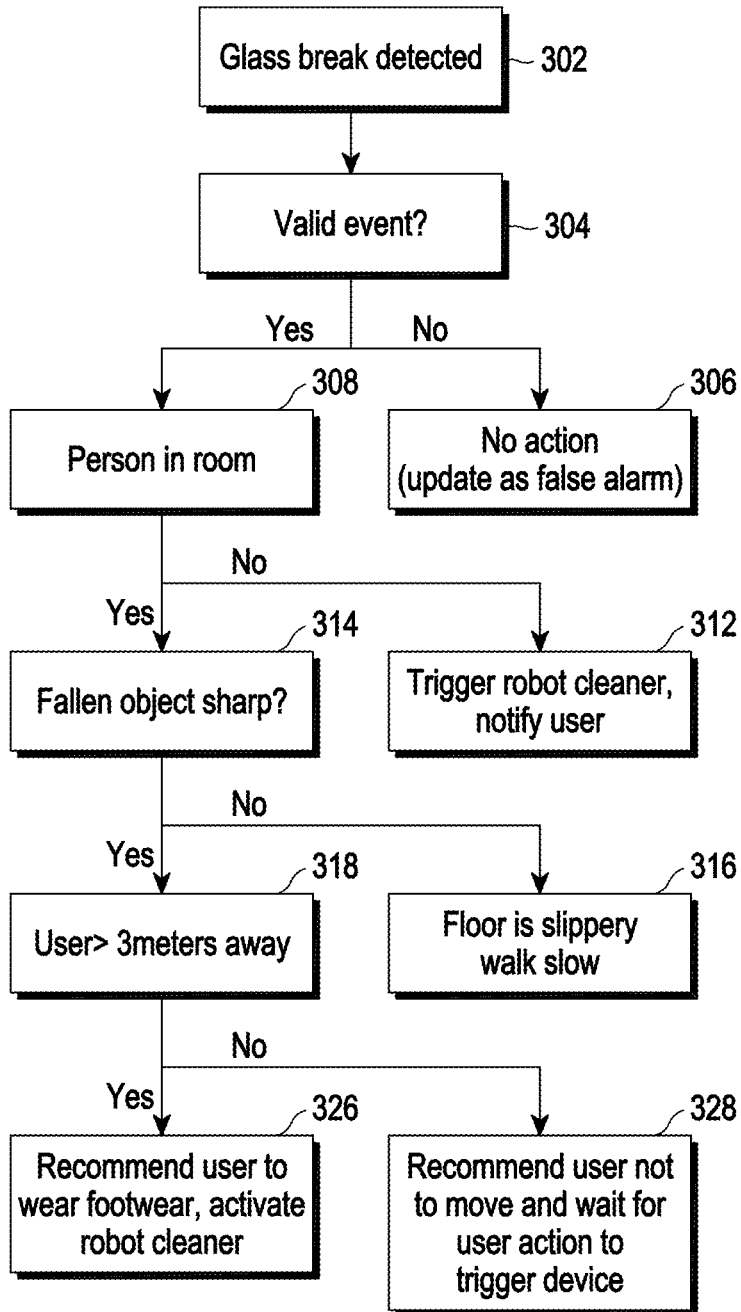 Glass break detected
302
Valid event?
304
Yes
No
308
306
Person in room
No action
(update as false alarm)
No
Yes
314
312
Fallen object sharp?
Trigger robot cleaner,
notify user
No
Yes
318
316
User> 3meters away
Floor is slippery
walk slow
No
Yes
326
328
Recommend user to
wear footwear, activate
robot cleaner
Recommend user not
to move and wait for
user action to
trigger device